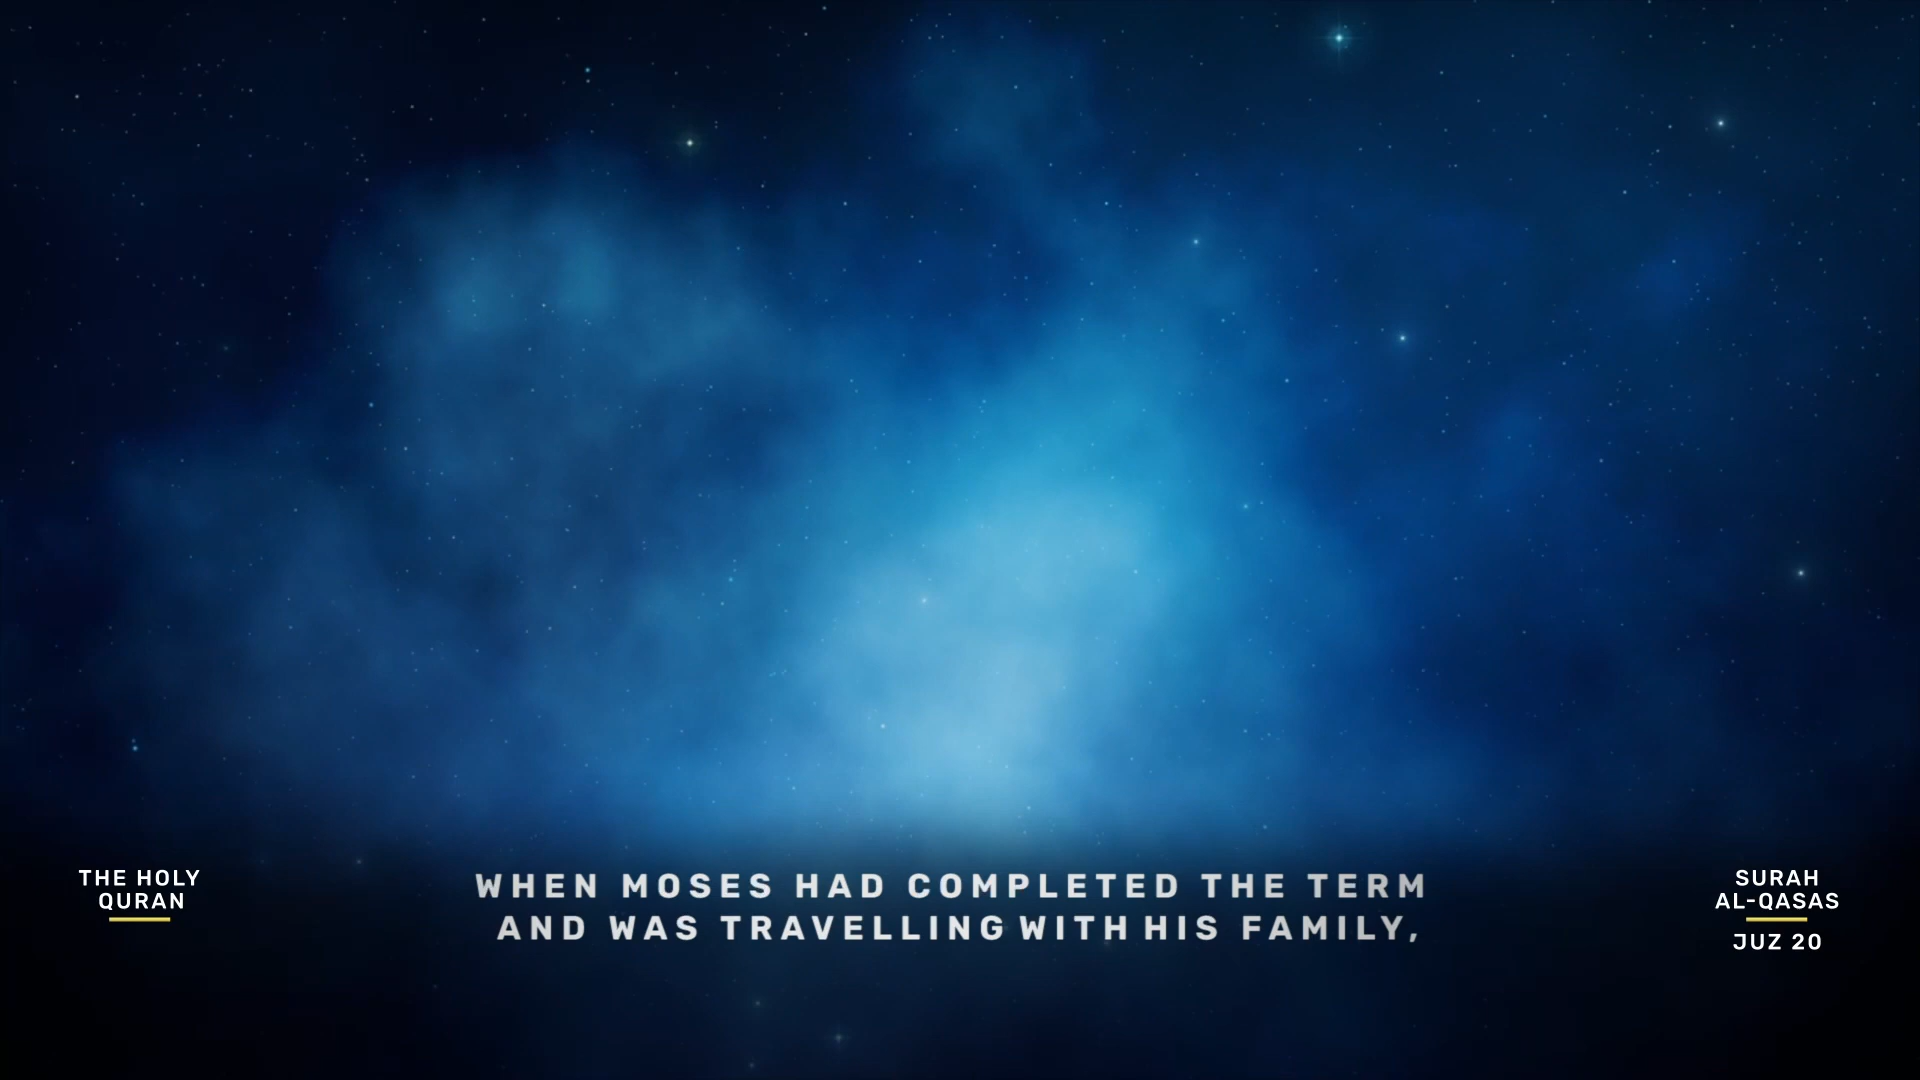 THE HOLY
QURAN
WHEN MOSES HAD COMPLETED THE TERM
AND WAS TRAVELLING WITH HIS FAMILY,
SURAH
AL-QASAS
JUZ 20